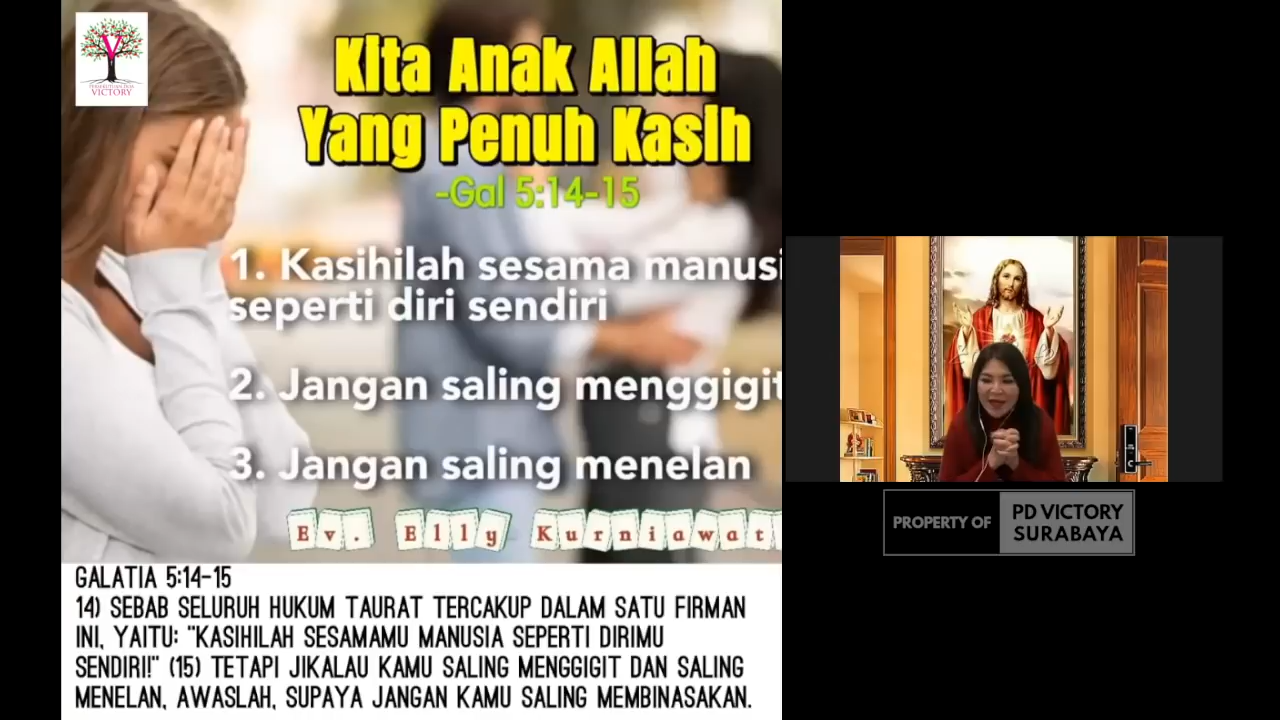 VICTORY
Kita Anak Allah
Yang Penuh Kasih
-Gal 5:14-15
1. Kasihilah sesama manusi
seperti diri sendiri
2. Jangan saling menggigit
3. Jangan saling menelan
Ev. Elly Kurniawat
GALATIA 5:14-15
14) SEBAB SELURUH HUKUM TAURAT TERCAKUP DALAM SATU FIRMAN
INI, YAITU: "KASIHILAH SESAMAMU MANUSIA SEPERTI DIRIMU
SENDIRI!" (15) TETAPI JIKALAU KAMU SALING MENGGIGIT DAN SALING
MENELAN, AWASLAH, SUPAYA JANGAN KAMU SALING MEMBINASAKAN.
PROPERTY OF
PD VICTORY
SURABAYA